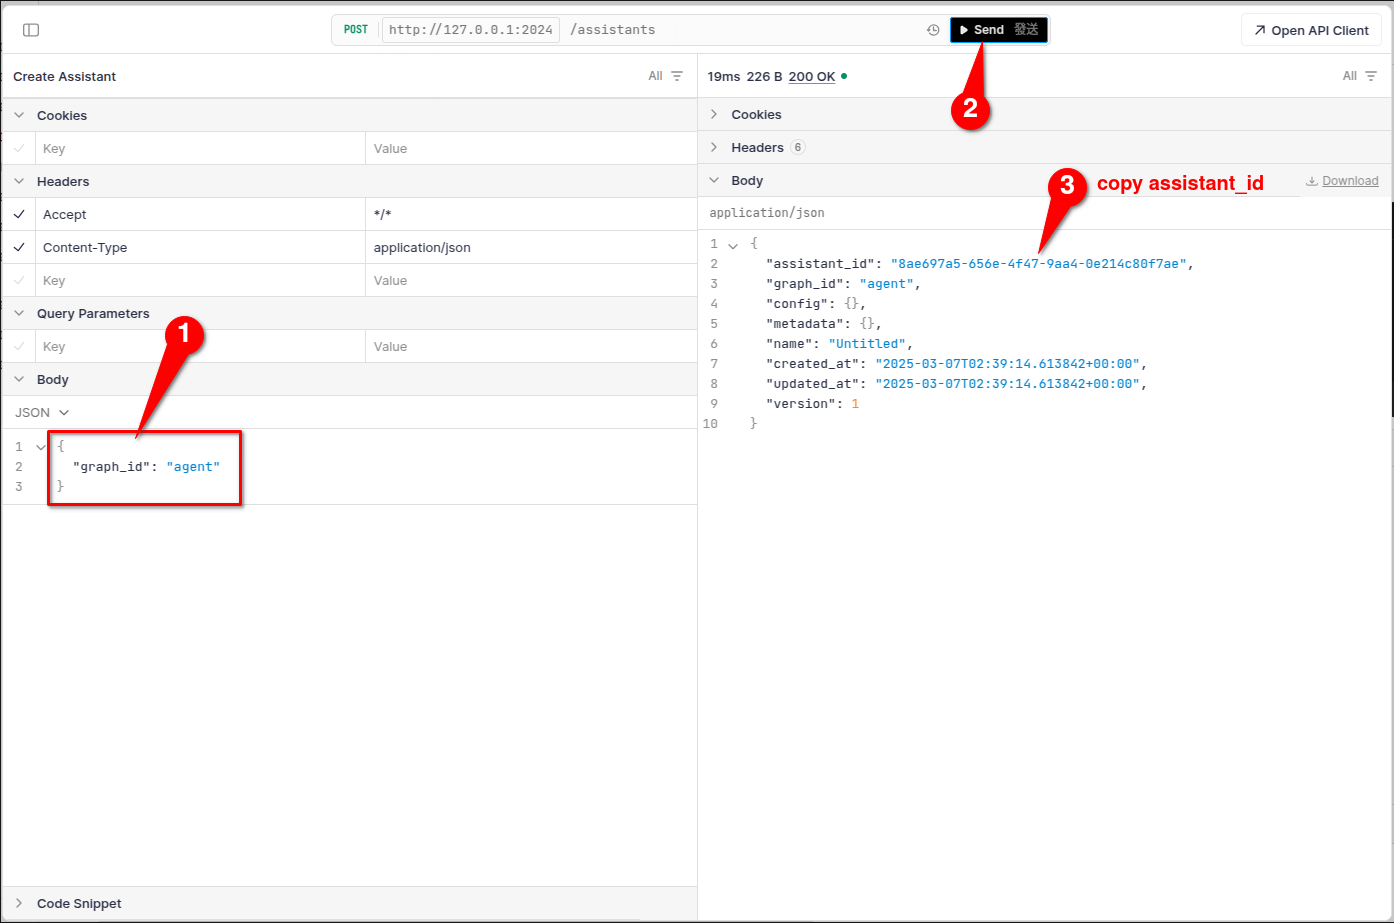 POST http://127.0.0.1:2024 /assistants Send 發送 Open API Client
Create Assistant All
Cookies
Key Value
Headers
Accept */*
Content-Type application/json
Key Value
Query Parameters
Key Value
Body
JSON
1 {
2 "graph_id": "agent"
3 }
Code Snippet
1
19ms 226 B 200 OK All
2
Cookies
Headers 6
Body Download
3 copy assistant_id
application/json
1 {
2 "assistant_id": "8ae697a5-656e-4f47-9aa4-0e214c80f7ae",
3 "graph_id": "agent",
4 "config": {},
5 "metadata": {},
6 "name": "Untitled",
7 "created_at": "2025-03-07T02:39:14.613842+00:00",
8 "updated_at": "2025-03-07T02:39:14.613842+00:00",
9 "version": 1
10 }